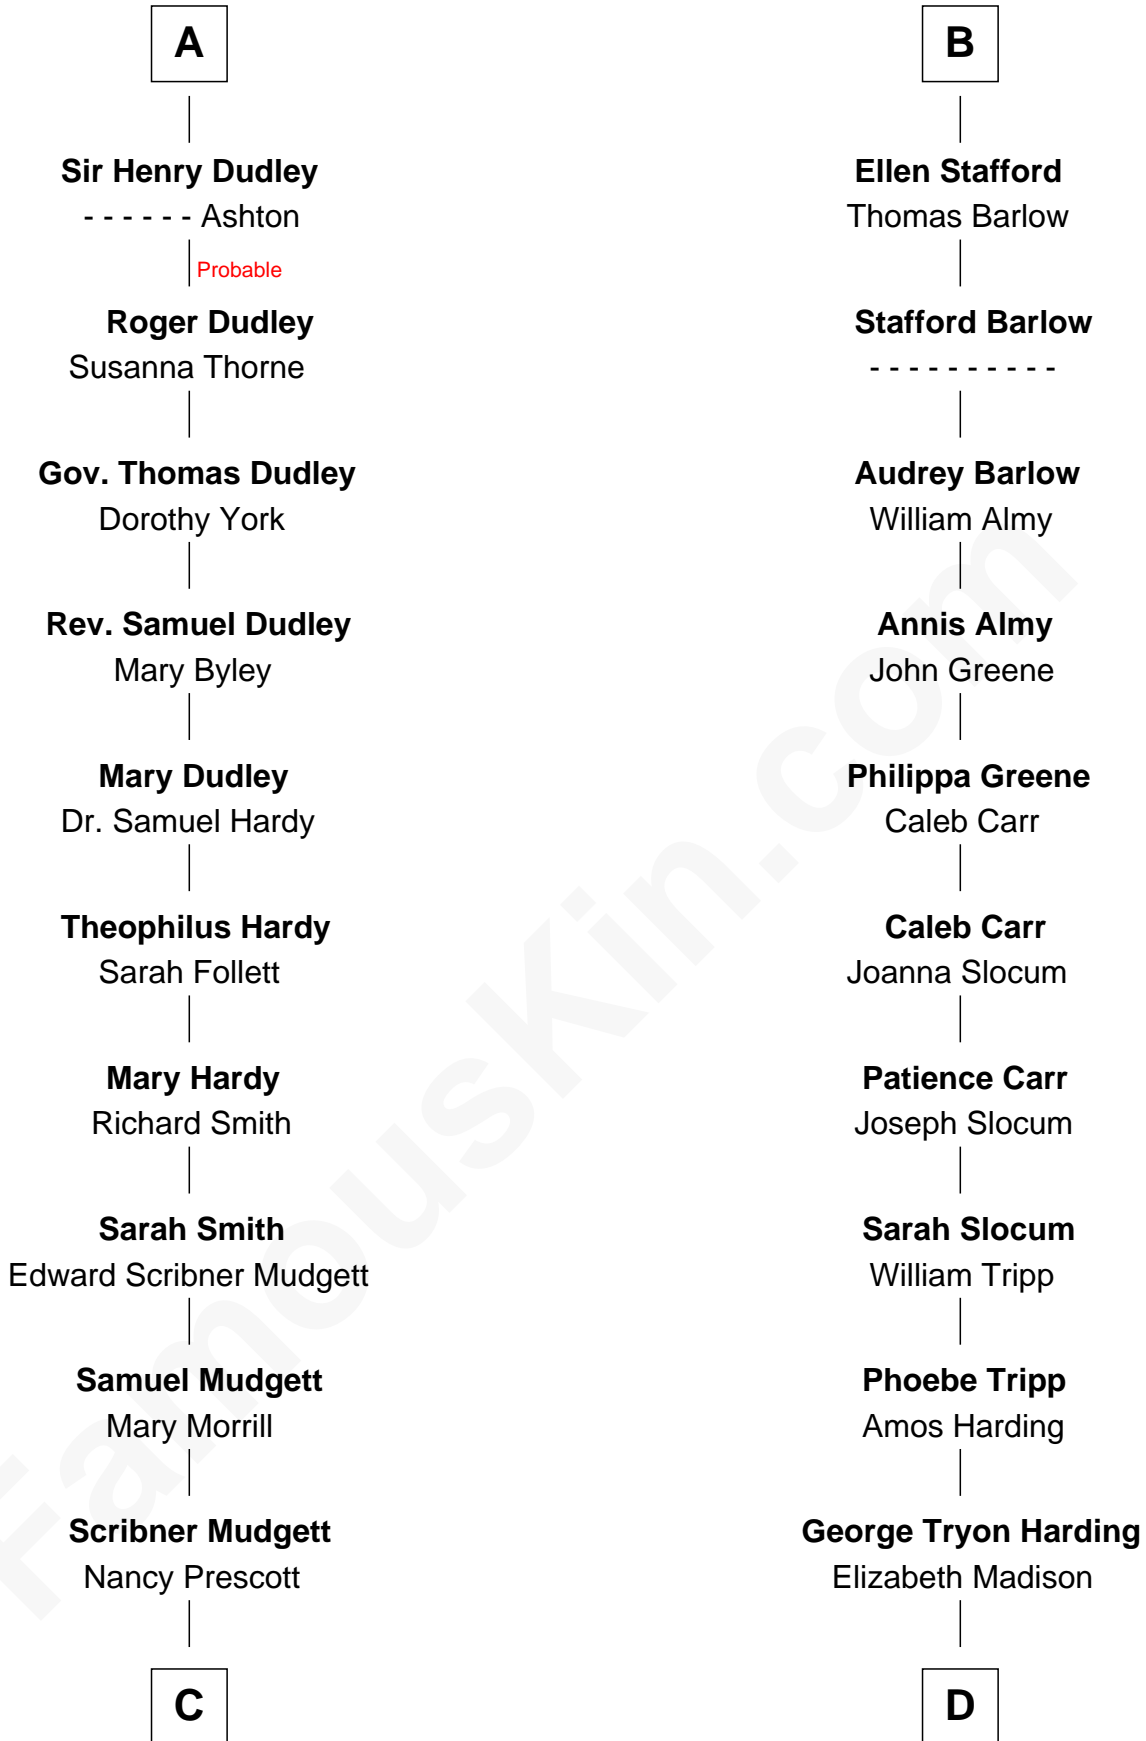 A
Sir Henry Dudley
- - - - - - Ashton
Probable
Roger Dudley
Susanna Thorne
Gov. Thomas Dudley
Dorothy York
Rev. Samuel Dudley
Mary Byley
Mary Dudley
Dr. Samuel Hardy
Theophilus Hardy
Sarah Follett
Mary Hardy
Richard Smith
Sarah Smith
Edward Scribner Mudgett
Samuel Mudgett
Mary Morrill
Scribner Mudgett
Nancy Prescott
C
B
Ellen Stafford
Thomas Barlow
Stafford Barlow
- - - - - - - - - -
Audrey Barlow
William Almy
Annis Almy
John Greene
Philippa Greene
Caleb Carr
Caleb Carr
Joanna Slocum
Patience Carr
Joseph Slocum
Sarah Slocum
William Tripp
Phoebe Tripp
Amos Harding
George Tryon Harding
Elizabeth Madison
D
FamousKin.com